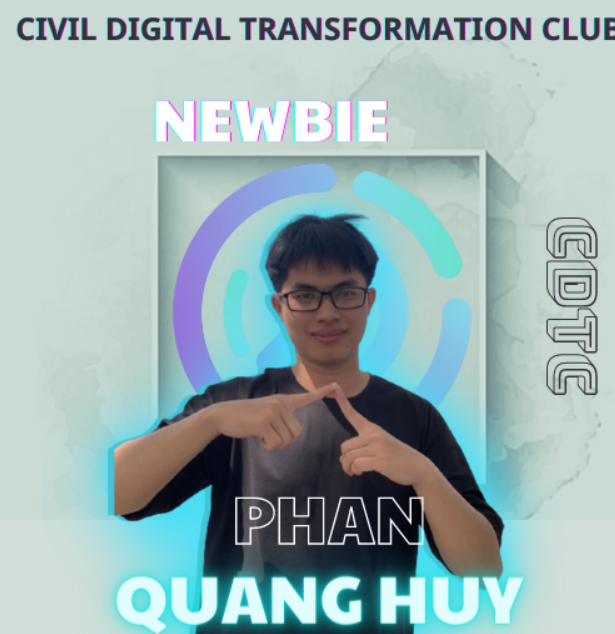 CIVIL DIGITAL TRANSFORMATION CLUB
NEWBIE
CDTC
PHAN
QUANG HUY